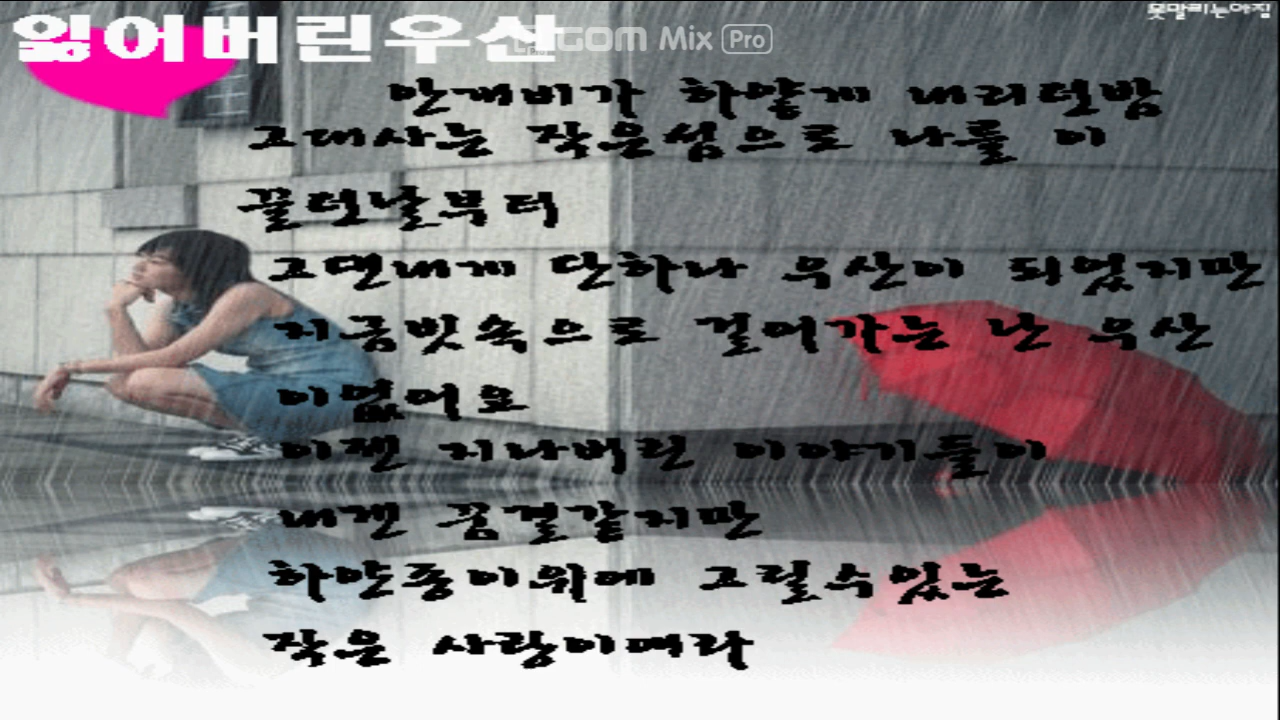 잃어버린우산
GOM Mix Pro
못말리는아찌
안개비가 하얗게 내리던밤
그대사는 작은섬으로 나를 이
끌던날부터
그댄내게 단하나 우산이 되었지만
지금빗속으로 걸어가는 난 우산
이없어요
이젠 지나버린 이야기들이
내겐 꿈결같지만
하얀종이위에 그릴수있는
작은 사랑이여라